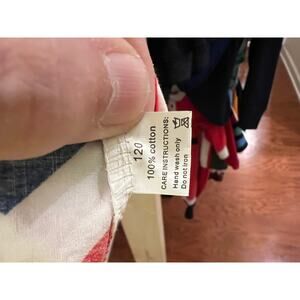 120
100% cotton
CARE INSTRUCTIONS:
Hand wash only
Do not Iron